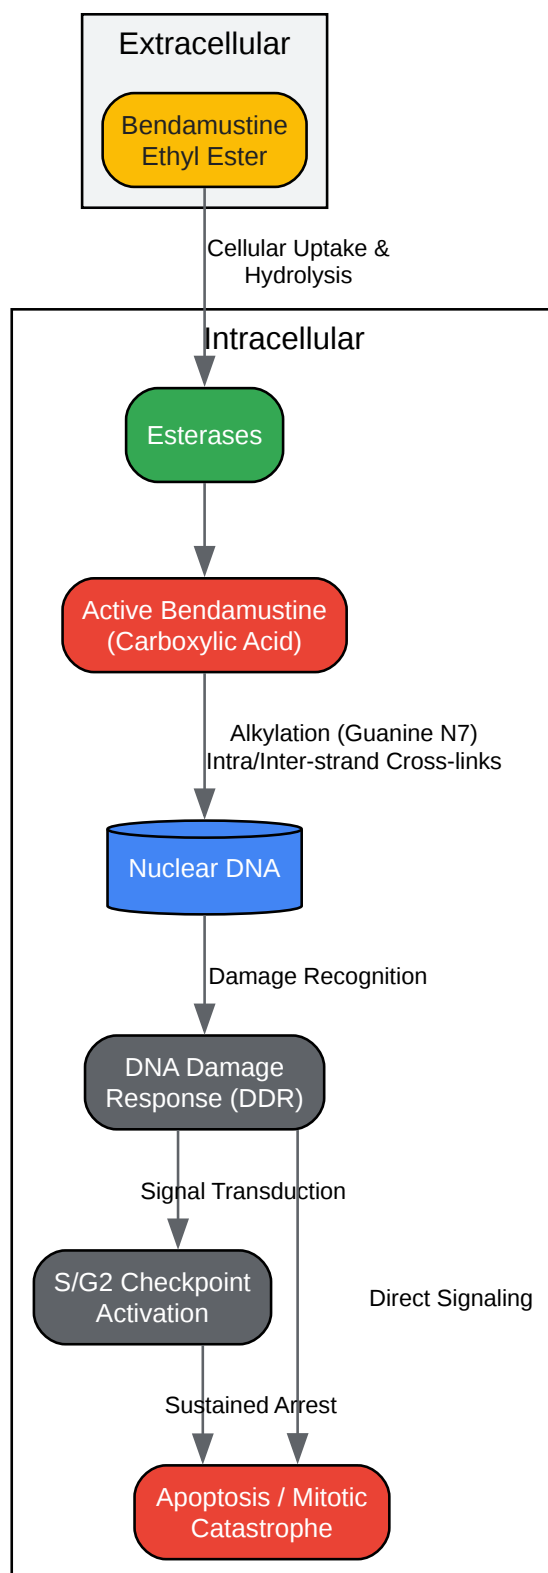 Extracellular
Bendamustine
Ethyl Ester
Cellular Uptake &
Hydrolysis
Intracellular
Esterases
Active Bendamustine
(Carboxylic Acid)
Alkylation (Guanine N7)
Intra/Inter-strand Cross-links
Nuclear DNA
Damage Recognition
DNA Damage
Response (DDR)
Signal Transduction
S/G2 Checkpoint
Activation
Direct Signaling
Sustained Arrest
Apoptosis / Mitotic
Catastrophe